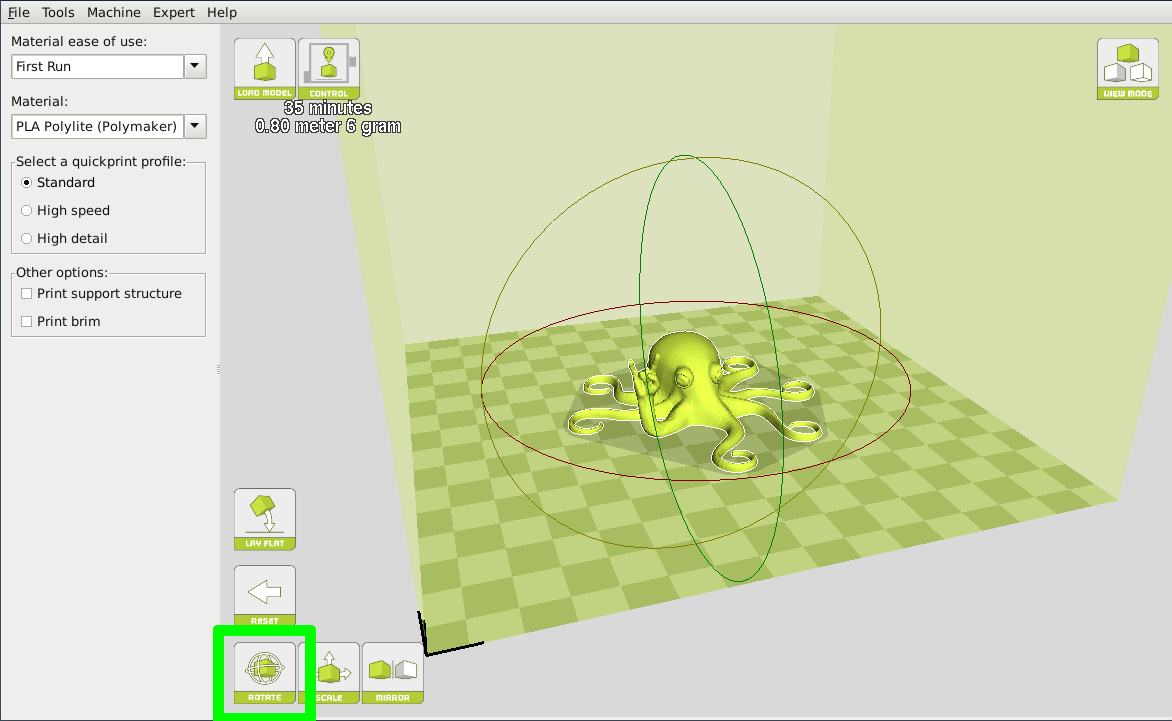 File Tools Machine Expert Help
Material ease of use:
First Run
Material:
PLA Polylite (Polymaker)
Select a quickprint profile:
Standard
High speed
High detail
Other options:
Print support structure
Print brim
LOAD MODEL
CONTROL
35 minutes
0.80 meter 6 gram
VIEW MODE
LAY FLAT
RESET
ROTATE
SCALE
MIRROR